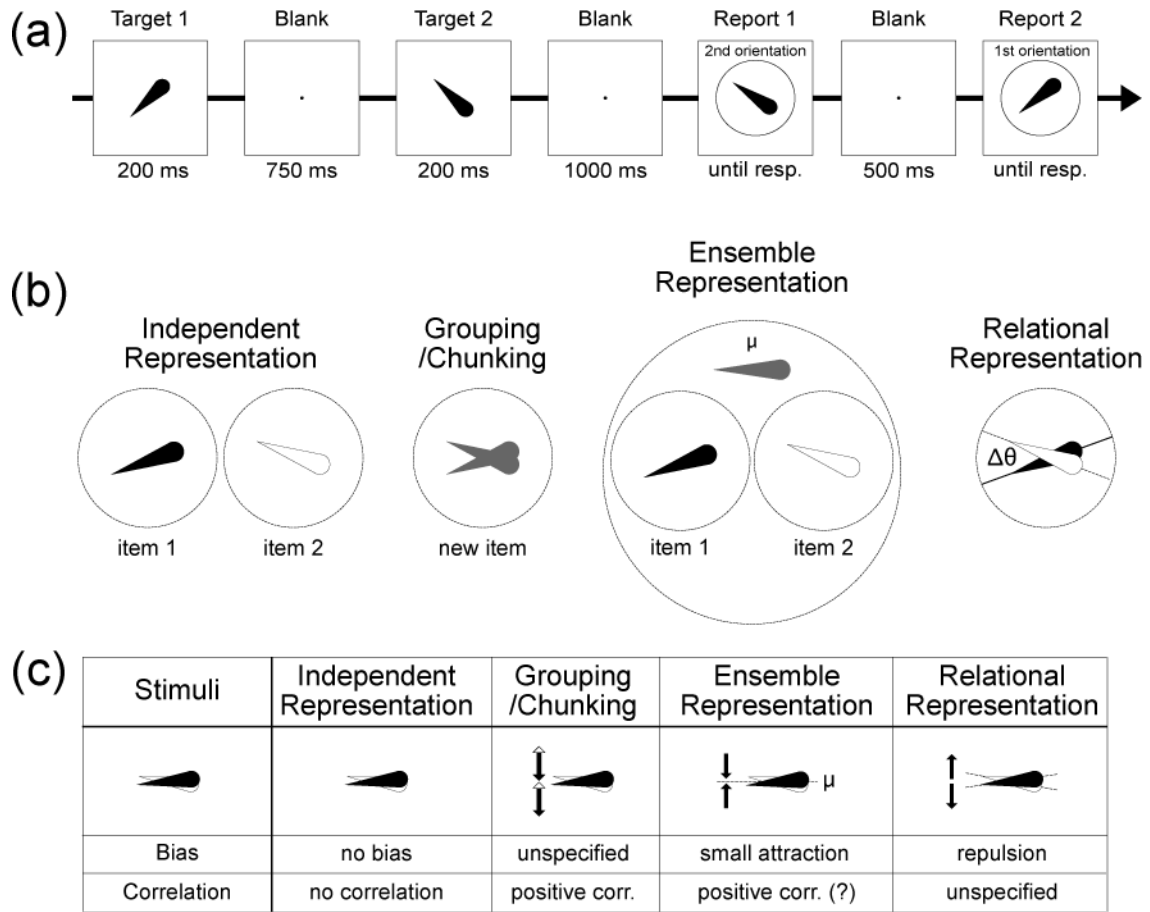 (a)
Target 1 Blank Target 2 Blank Report 1 Blank Report 2
2nd orientation 1st orientation
200 ms 750 ms 200 ms 1000 ms until resp. 500 ms until resp.
(b)
Independent
Representation
Grouping
/Chunking
Ensemble
Representation
Relational
Representation
μ
Δθ
item 1 item 2 new item item 1 item 2
(c)
Stimuli
Independent
Representation
Grouping
/Chunking
Ensemble
Representation
Relational
Representation
μ
Bias no bias unspecified small attraction repulsion
Correlation no correlation positive corr. positive corr. (?) unspecified